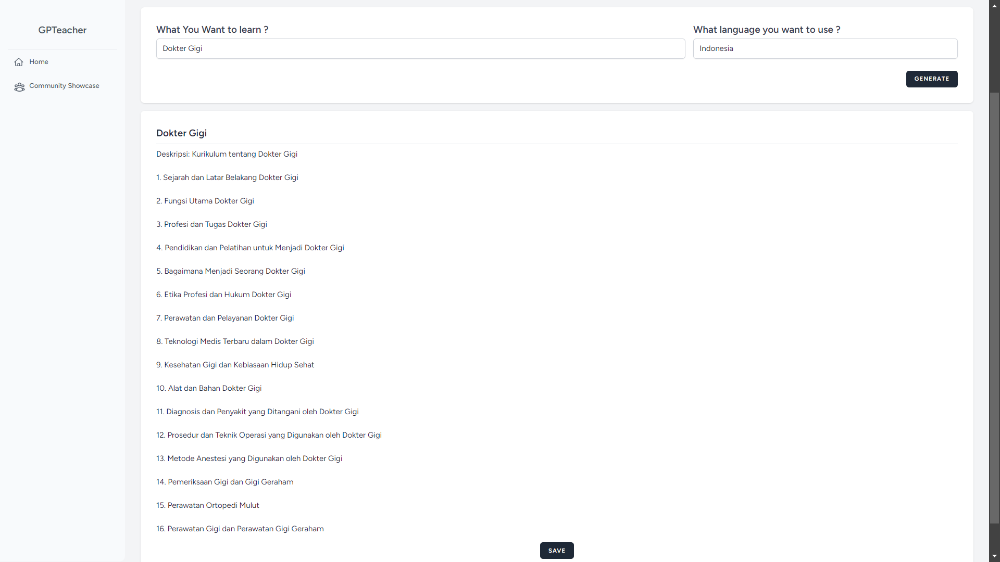 GPTeacher
Home
Community Showcase
What You Want to learn ?
Dokter Gigi
What language you want to use ?
Indonesia
GENERATE
Dokter Gigi
Deskripsi: Kurikulum tentang Dokter Gigi
1. Sejarah dan Latar Belakang Dokter Gigi
2. Fungsi Utama Dokter Gigi
3. Profesi dan Tugas Dokter Gigi
4. Pendidikan dan Pelatihan untuk Menjadi Dokter Gigi
5. Bagaimana Menjadi Seorang Dokter Gigi
6. Etika Profesi dan Hukum Dokter Gigi
7. Perawatan dan Pelayanan Dokter Gigi
8. Teknologi Medis Terbaru dalam Dokter Gigi
9. Kesehatan Gigi dan Kebiasaan Hidup Sehat
10. Alat dan Bahan Dokter Gigi
11. Diagnosis dan Penyakit yang Ditangani oleh Dokter Gigi
12. Prosedur dan Teknik Operasi yang Digunakan oleh Dokter Gigi
13. Metode Anestesi yang Digunakan oleh Dokter Gigi
14. Pemeriksaan Gigi dan Gigi Geraham
15. Perawatan Ortopedi Mulut
16. Perawatan Gigi dan Perawatan Gigi Geraham
SAVE